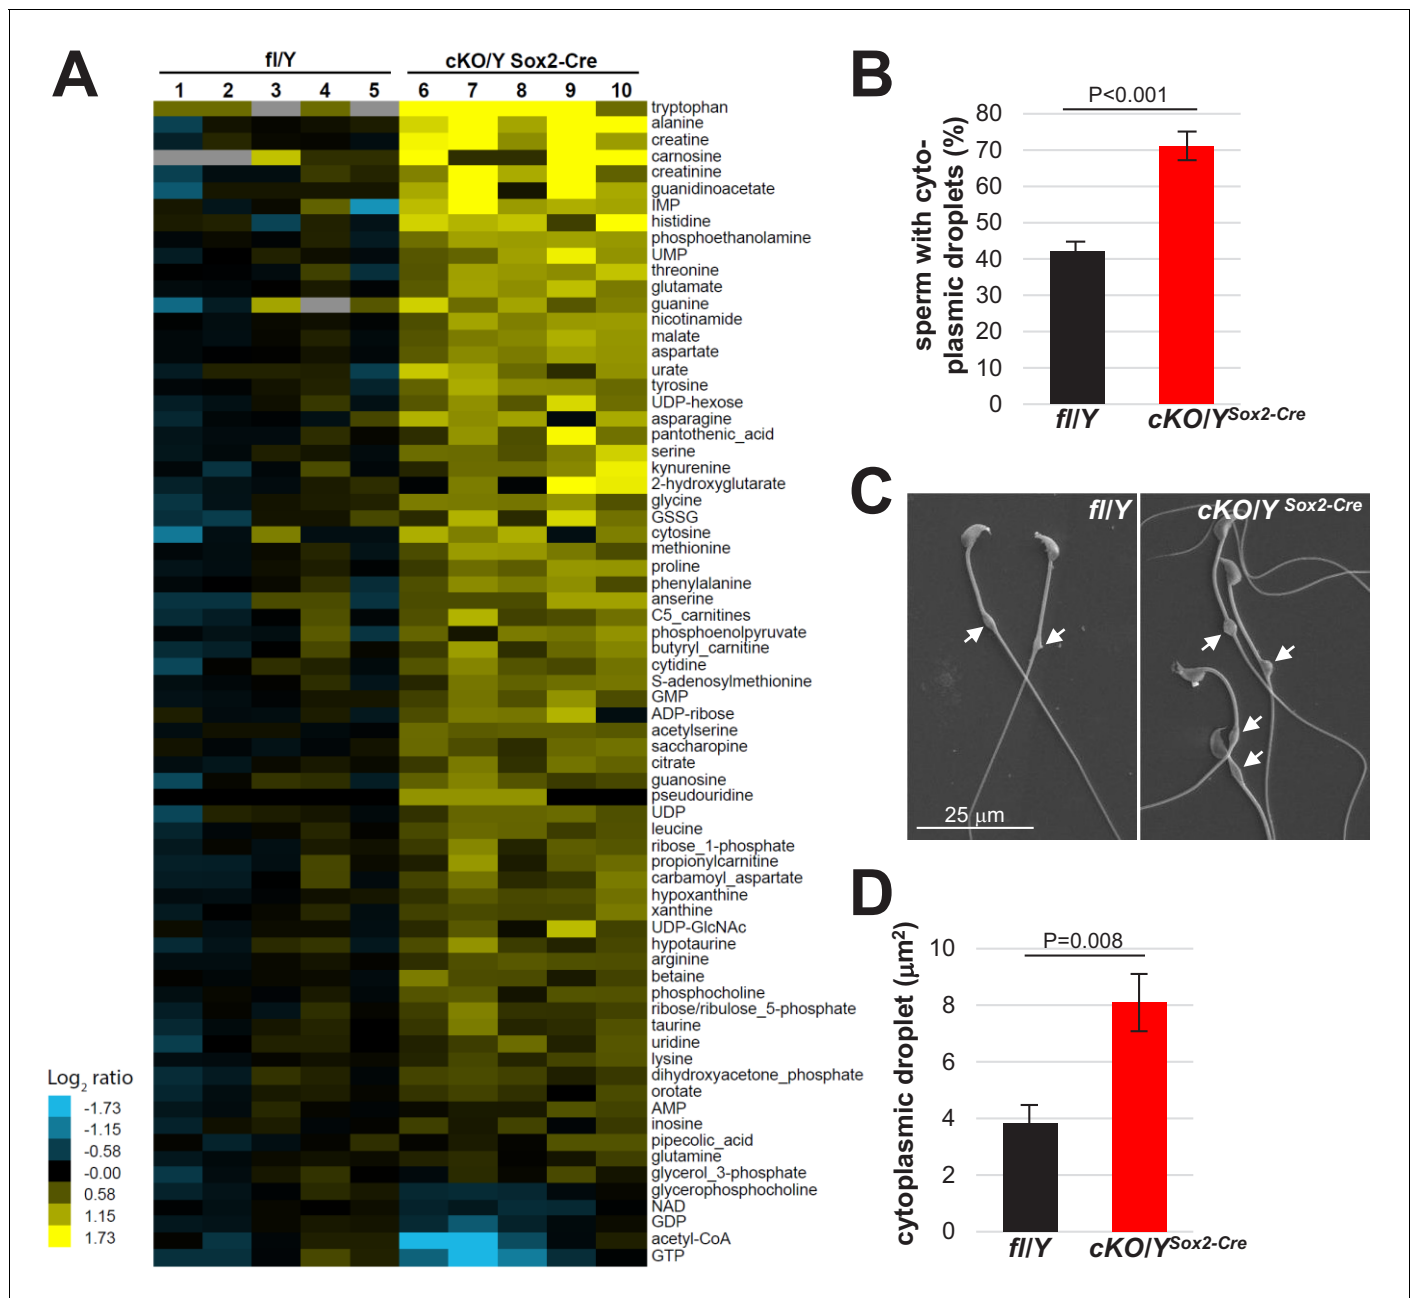 A
fl/Y
cKO/Y Sox2-Cre
1 2 3 4 5 6 7 8 9 10
tryptophan
alanine
creatine
carnosine
creatinine
guanidinoacetate
IMP
histidine
phosphoethanolamine
UMP
threonine
glutamate
guanine
nicotinamide
malate
aspartate
urate
tyrosine
UDP-hexose
asparagine
pantothenic_acid
serine
kynurenine
2-hydroxyglutarate
glycine
GSSG
cytosine
methionine
proline
phenylalanine
anserine
C5_carnitines
phosphoenolpyruvate
butyryl_carnitine
cytidine
S-adenosylmethionine
GMP
ADP-ribose
acetylserine
saccharopine
citrate
guanosine
pseudouridine
UDP
leucine
ribose_1-phosphate
propionylcarnitine
carbamoyl_aspartate
hypoxanthine
xanthine
UDP-GlcNAc
hypotaurine
arginine
betaine
phosphocholine
ribose/ribulose_5-phosphate
taurine
uridine
lysine
dihydroxyacetone_phosphate
orotate
AMP
inosine
pipecolic_acid
glutamine
glycerol_3-phosphate
glycerophosphocholine
NAD
GDP
acetyl-CoA
GTP
Log2 ratio
-1.73
-1.15
-0.58
-0.00
0.58
1.15
1.73
B
P<0.001
sperm with cyto-
plasmic droplets (%)
80
70
60
50
40
30
20
10
0
fl/Y
cKO/Y Sox2-Cre
C
fl/Y
cKO/Y Sox2-Cre
25 μm
D
P=0.008
cytoplasmic droplet (μm²)
10
8
6
4
2
0
fl/Y
cKO/Y Sox2-Cre